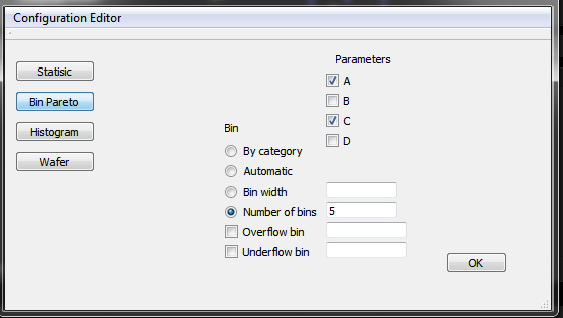 Configuration Editor
Statisic
Bin Pareto
Histogram
Wafer
Parameters
A
B
C
D
Bin
By category
Automatic
Bin width
Number of bins 5
Overflow bin
Underflow bin
OK